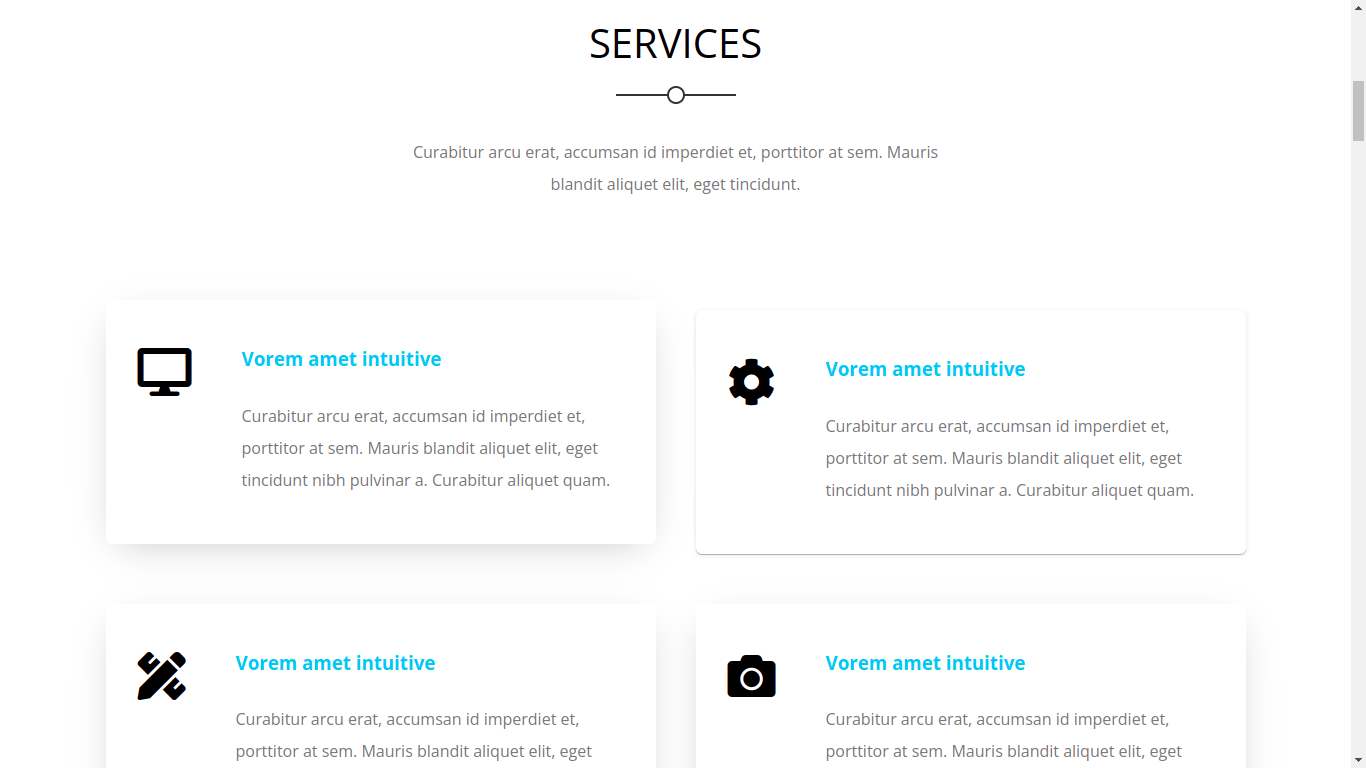 SERVICES
Curabitur arcu erat, accumsan id imperdiet et, porttitor at sem. Mauris
blandit aliquet elit, eget tincidunt.
Vorem amet intuitive
Curabitur arcu erat, accumsan id imperdiet et,
porttitor at sem. Mauris blandit aliquet elit, eget
tincidunt nibh pulvinar a. Curabitur aliquet quam.
Vorem amet intuitive
Curabitur arcu erat, accumsan id imperdiet et,
porttitor at sem. Mauris blandit aliquet elit, eget
tincidunt nibh pulvinar a. Curabitur aliquet quam.
Vorem amet intuitive
Curabitur arcu erat, accumsan id imperdiet et,
porttitor at sem. Mauris blandit aliquet elit, eget
Vorem amet intuitive
Curabitur arcu erat, accumsan id imperdiet et,
porttitor at sem. Mauris blandit aliquet elit, eget